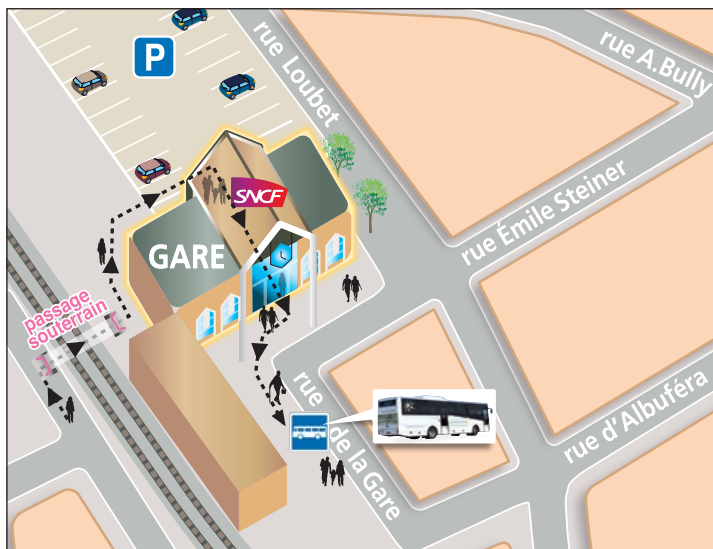 P
rue Loubet
rue A.Bully
SNCF
rue Émile Steiner
GARE
passage
souterrain
rue de la Gare
rue d'Albuféra